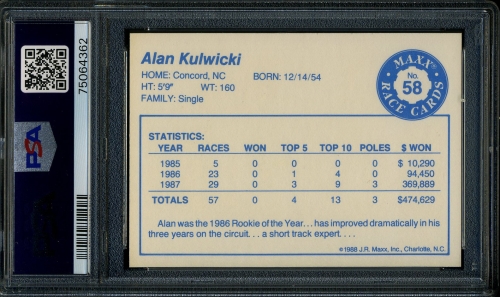 75064362
PSA
Alan Kulwicki
HOME: Concord, NC BORN: 12/14/54
HT: 5'9" WT: 160
FAMILY: Single
MAXX®
No.
58
RACE CARDS
STATISTICS:
YEAR RACES WON TOP 5 TOP 10 POLES $ WON
1985 5 0 0 0 0 $ 10,290
1986 23 0 1 4 0 94,450
1987 29 0 3 9 3 369,889
TOTALS 57 0 4 13 3 $474,629
Alan was the 1986 Rookie of the Year... has improved dramatically in his
three years on the circuit. . . a short track expert. . . .
©1988 J.R. Maxx, Inc., Charlotte, N.C.